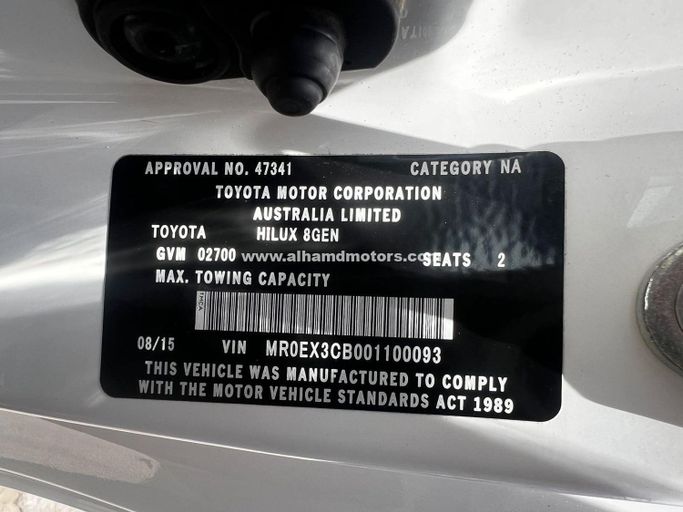 APPROVAL NO. 47341 CATEGORY NA
TOYOTA MOTOR CORPORATION
AUSTRALIA LIMITED
TOYOTA HILUX 8GEN
GVM 02700 www.alhamdmotors.com SEATS 2
MAX. TOWING CAPACITY
08/15 VIN MR0EX3CB001100093
THIS VEHICLE WAS MANUFACTURED TO COMPLY
WITH THE MOTOR VEHICLE STANDARDS ACT 1989